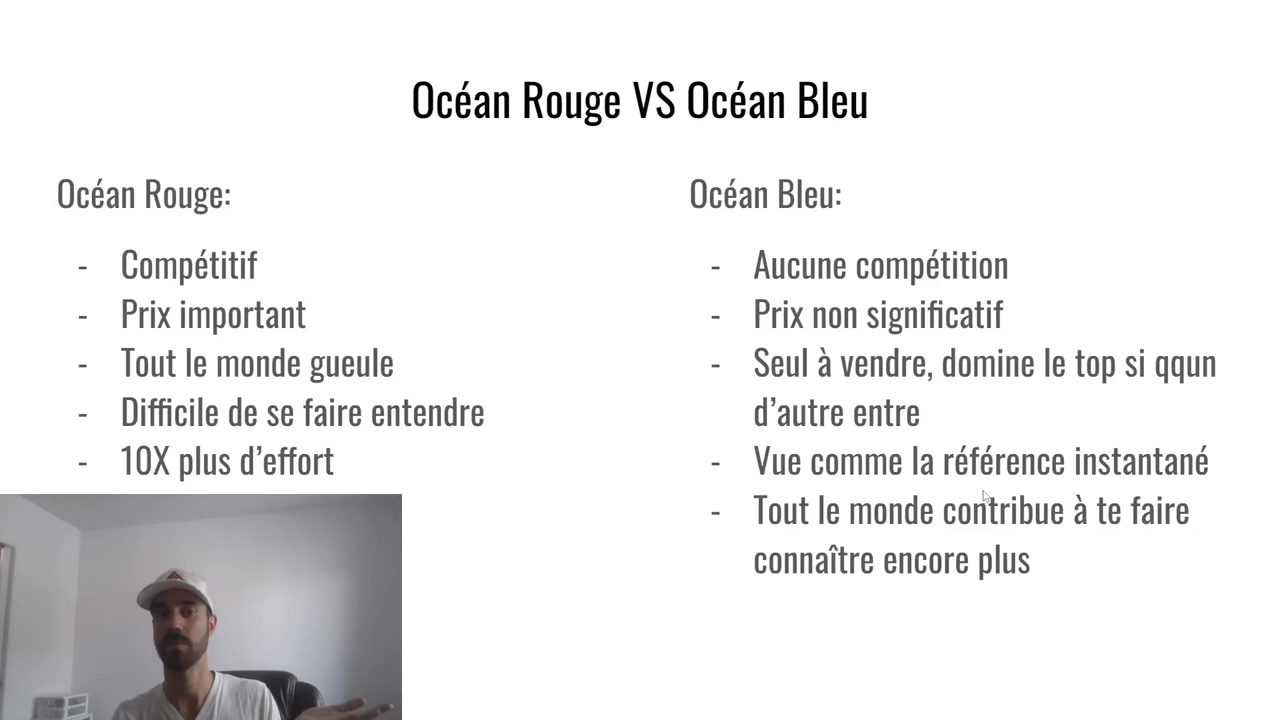 Océan Rouge VS Océan Bleu
Océan Rouge:
- Compétitif
- Prix important
- Tout le monde gueule
- Difficile de se faire entendre
- 10X plus d’effort
Océan Bleu:
- Aucune compétition
- Prix non significatif
- Seul à vendre, domine le top si qqun
d’autre entre
- Vue comme la référence instantané
- Tout le monde contribue à te faire
connaître encore plus